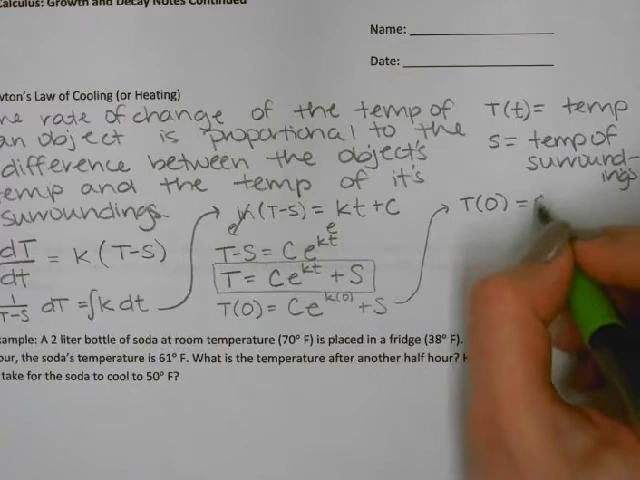 Calculus: Growth and Decay Notes Continued
Name:
Date:
wton's Law of Cooling (or Heating)
he rate of change of the temp of
an object is proportional to the
difference between the object's
temp and the temp of it's
surroundings.
T(t) = temp
S = temp of
surround-
ings
dT/dt = k(T-S)
1/T-S dT = ∫k dt
ln(T-S) = kt + C
e e
T-S = Ce^kt
T = Ce^kt + S
T(0) = Ce^k(0) + S
T(0) =
ample: A 2 liter bottle of soda at room temperature (70° F) is placed in a fridge (38° F).
our, the soda's temperature is 61° F. What is the temperature after another half hour?
take for the soda to cool to 50° F?